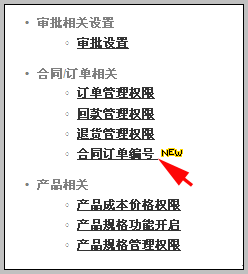 审批相关设置
审批设置
合同/订单相关
订单管理权限
回款管理权限
退货管理权限
合同订单编号 NEW
产品相关
产品成本价格权限
产品规格功能开启
产品规格管理权限